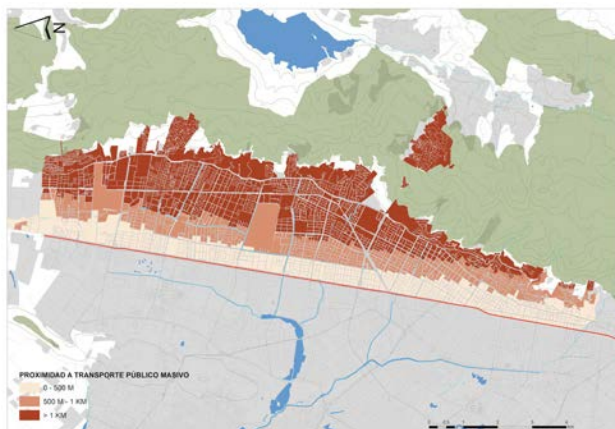 N
PROXIMIDAD A TRANSPORTE PÚBLICO MASIVO
0 - 500 M
500 M - 1 KM
> 1 KM